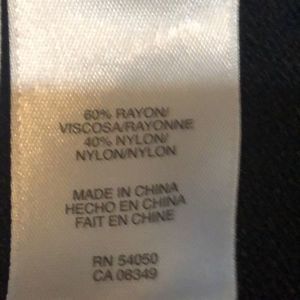 60% RAYON/
VISCOSA/RAYONNE
40% NYLON/
NYLON/NYLON
MADE IN CHINA
HECHO EN CHINA
FAIT EN CHINE
RN 54050
CA 06349